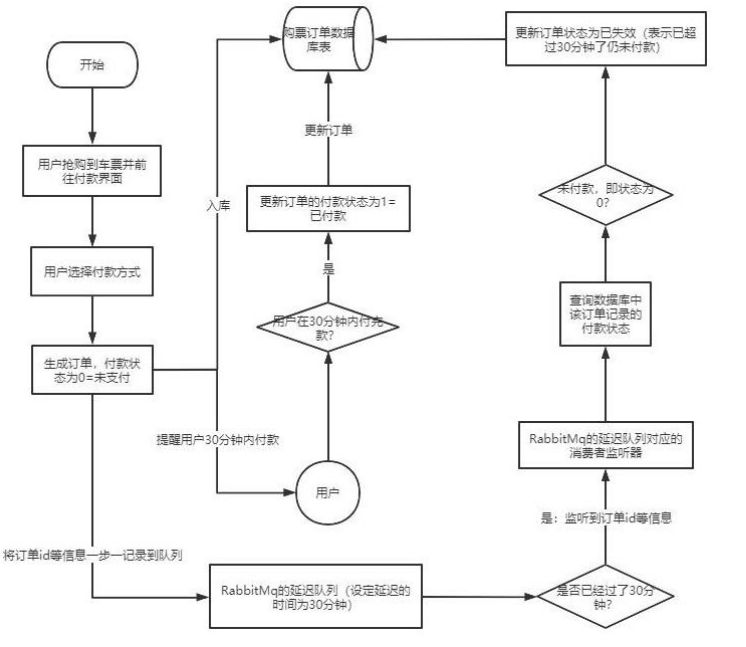 开始
用户抢购到车票并前
往付款界面
用户选择付款方式
生成订单，付款状
态为0=未支付
入库
购票订单数据
库表
更新订单
更新订单的付款状态为1=
已付款
是
用户在30分钟内付完
款？
提醒用户30分钟内付款
用户
将订单id等信息一步一记录到队列
RabbitMq的延迟队列（设定延迟的
时间为30分钟）
是否已经过了30分
钟？
是：监听到订单id等信息
RabbitMq的延迟队列对应的
消费者监听器
查询数据库中
该订单记录的
付款状态
未付款，即状态为
0？
更新订单状态为已失效（表示已超
过30分钟了仍未付款）